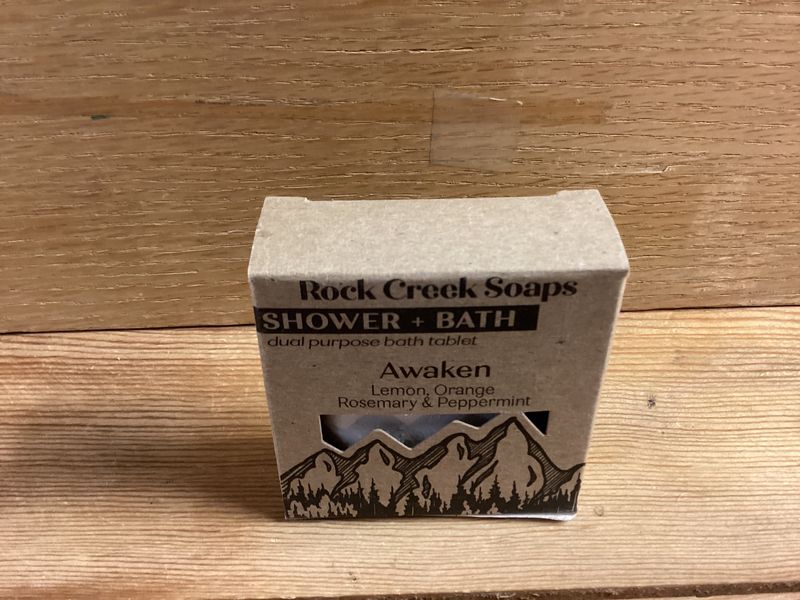 Rock Creek Soaps
SHOWER + BATH
dual purpose bath tablet
Awaken
Lemon, Orange
Rosemary & Peppermint